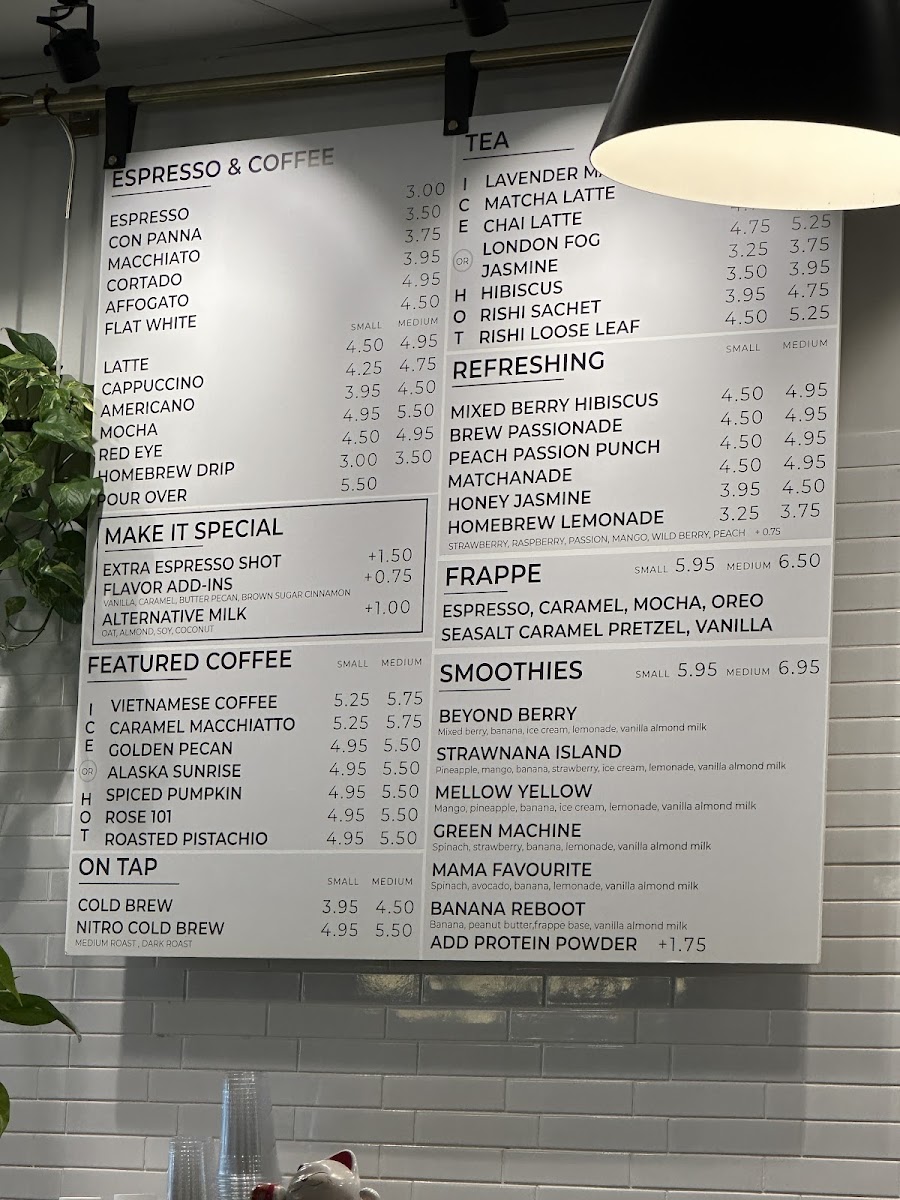 ESPRESSO & COFFEE
ESPRESSO 3.00
CON PANNA 3.50
MACCHIATO 3.75
CORTADO 3.95
AFFOGATO 4.95
FLAT WHITE 4.50
SMALL MEDIUM
LATTE 4.50 4.95
CAPPUCCINO 4.25 4.75
AMERICANO 3.95 4.50
MOCHA 4.95 5.50
RED EYE 4.50 4.95
HOMEBREW DRIP 3.00 3.50
POUR OVER 5.50
MAKE IT SPECIAL
EXTRA ESPRESSO SHOT +1.50
FLAVOR ADD-INS +0.75
VANILLA, CARAMEL, BUTTER PECAN, BROWN SUGAR CINNAMON
ALTERNATIVE MILK +1.00
OAT, ALMOND, SOY, COCONUT
FEATURED COFFEE SMALL MEDIUM
ICE OR HOT
VIETNAMESE COFFEE 5.25 5.75
CARAMEL MACCHIATTO 5.25 5.75
GOLDEN PECAN 4.95 5.50
ALASKA SUNRISE 4.95 5.50
SPICED PUMPKIN 4.95 5.50
ROSE 101 4.95 5.50
ROASTED PISTACHIO 4.95 5.50
ON TAP
SMALL MEDIUM
COLD BREW 3.95 4.50
NITRO COLD BREW 4.95 5.50
MEDIUM ROAST , DARK ROAST
TEA
ICE OR HOT
LAVENDER
MATCHA LATTE
CHAI LATTE
LONDON FOG 4.75 5.25
JASMINE 3.25 3.75
HIBISCUS 3.50 3.95
RISHI SACHET 3.95 4.75
RISHI LOOSE LEAF 4.50 5.25
REFRESHING SMALL MEDIUM
MIXED BERRY HIBISCUS 4.50 4.95
BREW PASSIONADE 4.50 4.95
PEACH PASSION PUNCH 4.50 4.95
MATCHANADE 4.50 4.95
HONEY JASMINE 3.95 4.50
HOMEBREW LEMONADE 3.25 3.75
STRAWBERRY, RASPBERRY, PASSION, MANGO, WILD BERRY, PEACH + 0.75
FRAPPE SMALL 5.95 MEDIUM 6.50
ESPRESSO, CARAMEL, MOCHA, OREO
SEASALT CARAMEL PRETZEL, VANILLA
SMOOTHIES SMALL 5.95 MEDIUM 6.95
BEYOND BERRY
Mixed berry, banana, ice cream, lemonade, vanilla almond milk
STRAWNANA ISLAND
Pineapple, mango, banana, strawberry, ice cream, lemonade, vanilla almond milk
MELLOW YELLOW
Mango, pineapple, banana, ice cream, lemonade, vanilla almond milk
GREEN MACHINE
Spinach, strawberry, banana, lemonade, vanilla almond milk
MAMA FAVOURITE
Spinach, avocado, banana, lemonade, vanilla almond milk
BANANA REBOOT
Banana, peanut butter,frappe base, vanilla almond milk
ADD PROTEIN POWDER +1.75